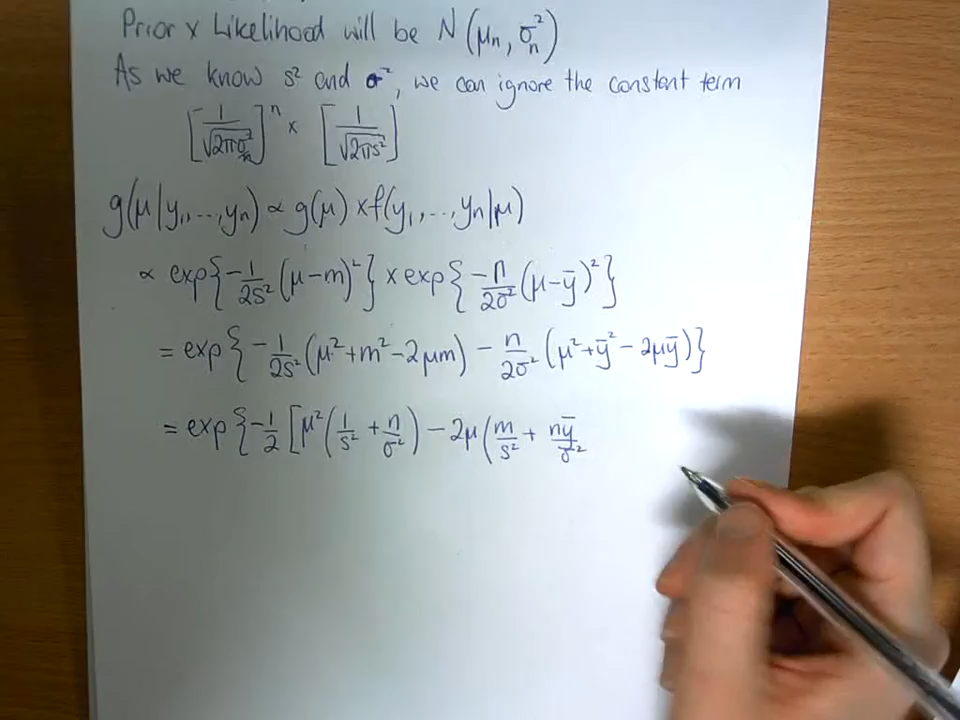 Prior x Likelihood will be N(μn, σn²)
As we know s² and σ², we can ignore the constant term
[1/√2πσ²]ⁿ × [1/√2πs²]
g(μ|y₁,...,yn) ∝ g(μ) × f(y₁,...,yn|μ)
∝ exp{-1/2s² (μ-m)²} × exp{-n/2σ² (μ-ȳ)²}
= exp{-1/2s² (μ²+m²-2μm) - n/2σ² (μ²+ȳ²-2μȳ)}
= exp{-1/2 [μ²(1/s² + n/σ²) - 2μ(m/s² + nȳ/σ²